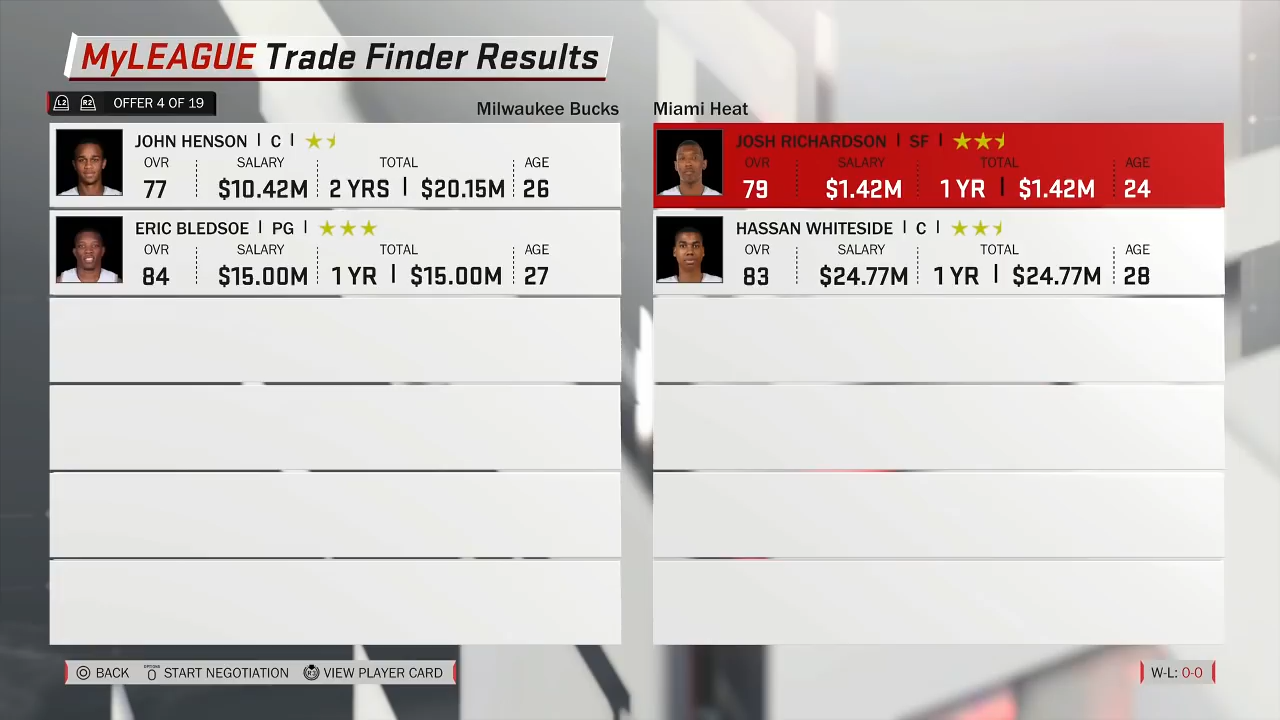 MyLEAGUE Trade Finder Results
L2 R2 OFFER 4 OF 19
Milwaukee Bucks
JOHN HENSON | C |
OVR SALARY TOTAL AGE
77 $10.42M 2 YRS | $20.15M 26
ERIC BLEDSOE | PG |
OVR SALARY TOTAL AGE
84 $15.00M 1 YR | $15.00M 27
Miami Heat
JOSH RICHARDSON | SF |
OVR SALARY TOTAL AGE
79 $1.42M 1 YR | $1.42M 24
HASSAN WHITESIDE | C |
OVR SALARY TOTAL AGE
83 $24.77M 1 YR | $24.77M 28
BACK OPTIONS START NEGOTIATION VIEW PLAYER CARD
W-L: 0-0